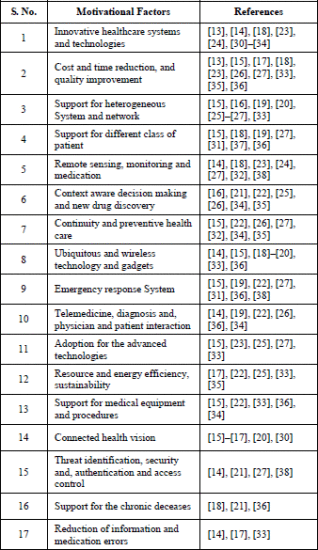 S. No. Motivational Factors References
1 Innovative healthcare systems and technologies [13], [14], [18], [23], [24], [30]–[34]
2 Cost and time reduction, and quality improvement [13], [15], [17], [18], [23], [26], [27], [33], [35], [36]
3 Support for heterogeneous System and network [15], [16], [19], [20], [25]–[27], [33]
4 Support for different class of patient [15], [18], [19], [27], [31], [37], [36]
5 Remote sensing, monitoring and medication [14], [18], [23], [24], [27], [32], [38]
6 Context aware decision making and new drug discovery [16], [21], [22], [25], [26], [34], [35]
7 Continuity and preventive health care [15], [22], [26], [27], [32], [34], [35]
8 Ubiquitous and wireless technology and gadgets [14], [15], [18]–[20], [33], [36]
9 Emergency response System [15], [19], [22], [27], [31], [36], [38]
10 Telemedicine, diagnosis and, physician and patient interaction [14], [19], [22], [26], [36], [34]
11 Adoption for the advanced technologies [15], [23], [25], [27], [33]
12 Resource and energy efficiency, sustainability [17], [22], [25], [33], [35]
13 Support for medical equipment and procedures [15], [22], [33], [36], [34]
14 Connected health vision [15]–[17], [20], [30]
15 Threat identification, security and, authentication and access control [14], [21], [27], [38]
16 Support for the chronic deceases [18], [21], [36]
17 Reduction of information and medication errors [14], [17], [33]